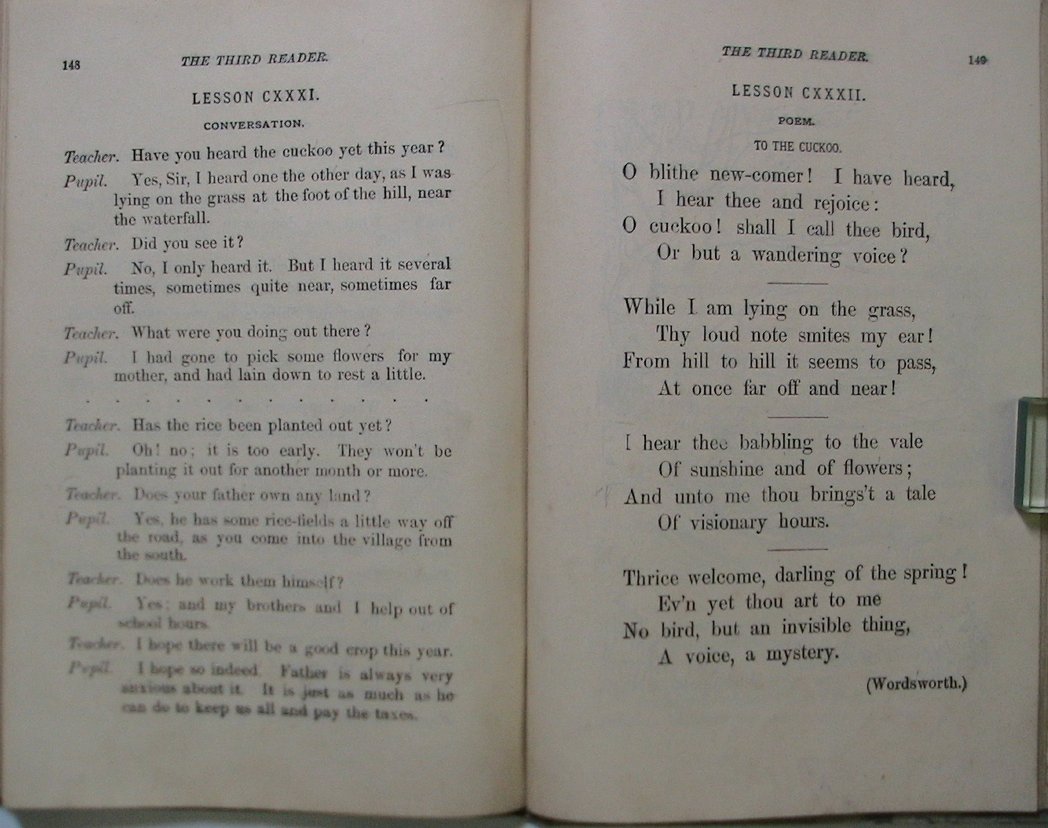 148
THE THIRD READER.
LESSON CXXXI.
CONVERSATION.
Teacher. Have you heard the cuckoo yet this year?
Pupil. Yes, Sir, I heard one the other day, as I was
lying on the grass at the foot of the hill, near
the waterfall.
Teacher. Did you see it?
Pupil. No, I only heard it. But I heard it several
times, sometimes quite near, sometimes far
off.
Teacher. What were you doing out there?
Pupil. I had gone to pick some flowers for my
mother, and had lain down to rest a little.
. . . . . . . . . . . .
Teacher. Has the rice been planted out yet?
Pupil. Oh! no; it is too early. They won't be
planting it out for another month or more.
Teacher. Does your father own any land?
Pupil. Yes, he has some rice-fields a little way off
the road, as you come into the village from
the south.
Teacher. Does he work them himself?
Pupil. Yes; and my brothers and I help out of
school hours.
Teacher. I hope there will be a good crop this year.
Pupil. I hope so indeed. Father is always very
anxious about it. It is just as much as he
can do to keep us all and pay the taxes.
THE THIRD READER.
149
LESSON CXXXII.
POEM.
TO THE CUCKOO.
O blithe new-comer! I have heard,
I hear thee and rejoice:
O cuckoo! shall I call thee bird,
Or but a wandering voice?
While I am lying on the grass,
Thy loud note smites my ear!
From hill to hill it seems to pass,
At once far off and near!
I hear thee babbling to the vale
Of sunshine and of flowers;
And unto me thou brings't a tale
Of visionary hours.
Thrice welcome, darling of the spring!
Ev'n yet thou art to me
No bird, but an invisible thing,
A voice, a mystery.
(Wordsworth.)